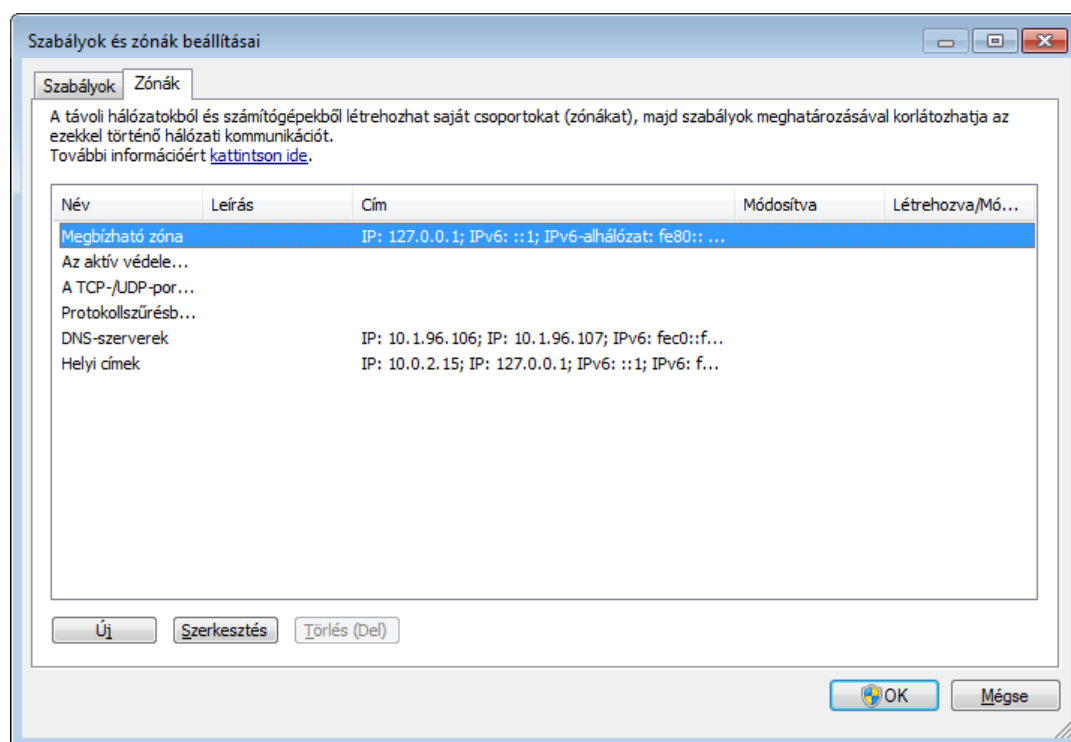 Szabályok és zónák beállításai
Szabályok Zónák
A távoli hálózatokból és számítógépekből létrehozhat saját csoportokat (zónákat), majd szabályok meghatározásával korlátozhatja az
ezekkel történő hálózati kommunikációt.
További információért kattintson ide.
Név Leírás Cím Módosítva Létrehozva/Mó...
Megbízható zóna IP: 127.0.0.1; IPv6: ::1; IPv6-alhálózat: fe80:: ...
Az aktív védele...
A TCP-/UDP-por...
Protokollszűrésb...
DNS-szerverek IP: 10.1.96.106; IP: 10.1.96.107; IPv6: fec0::f...
Helyi címek IP: 10.0.2.15; IP: 127.0.0.1; IPv6: ::1; IPv6: f...
Új Szerkesztés Törlés (Del)
OK Mégse